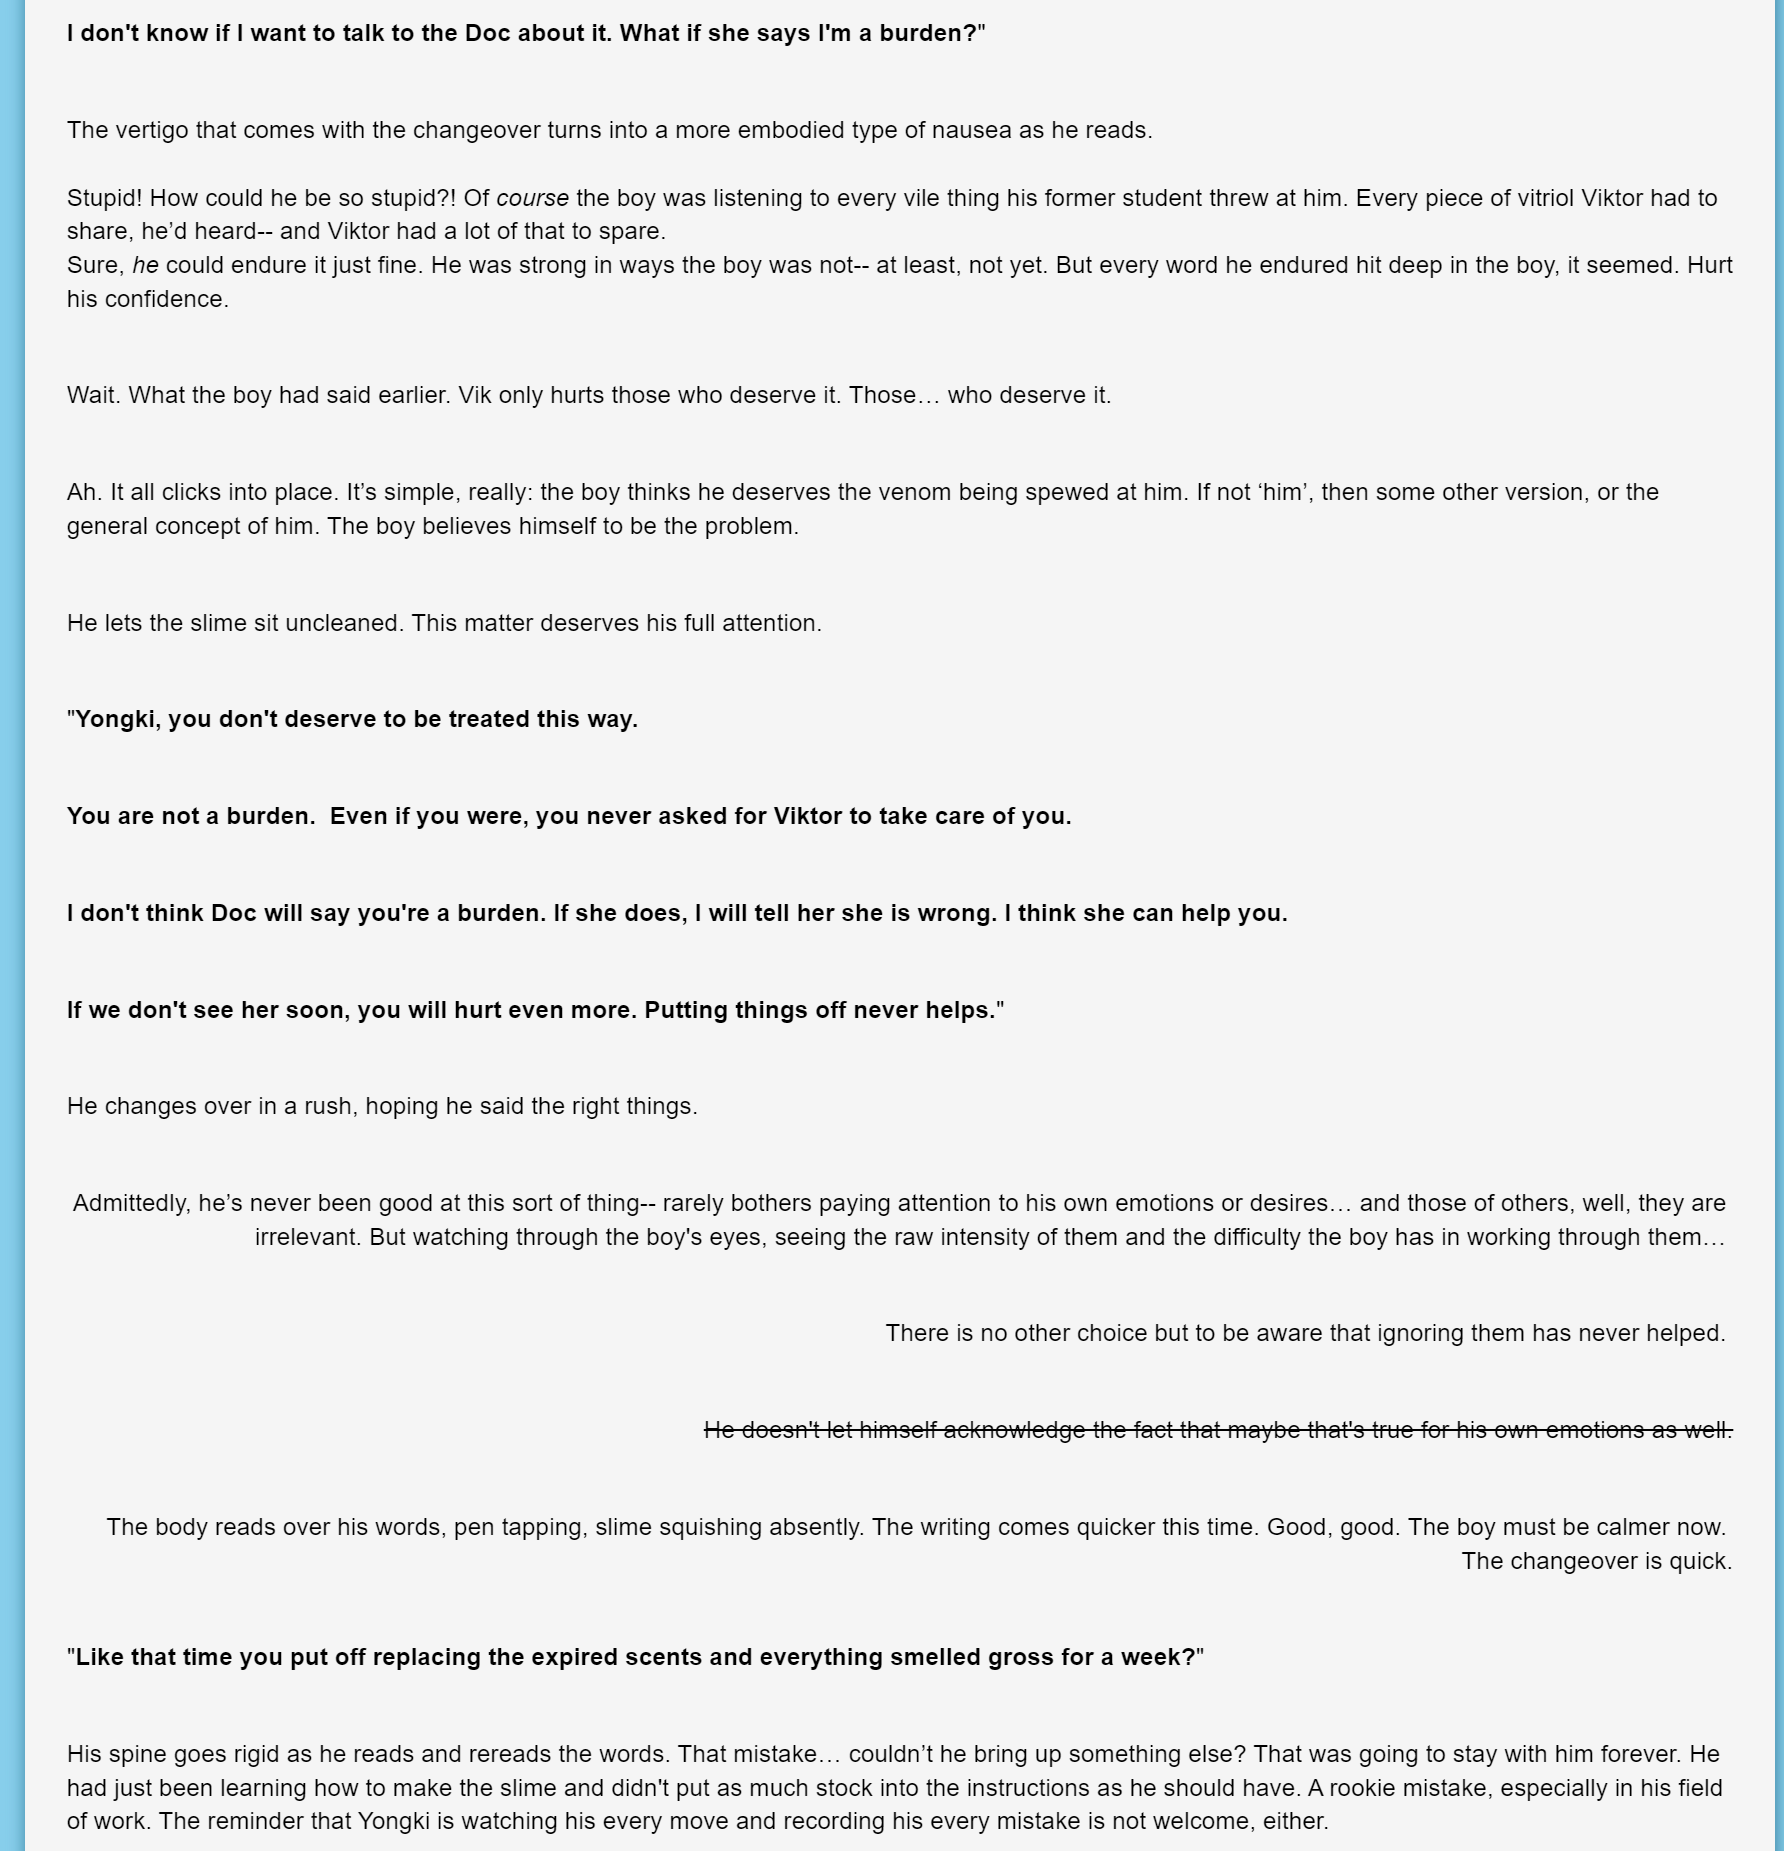 I don't know if I want to talk to the Doc about it. What if she says I'm a burden?"
The vertigo that comes with the changeover turns into a more embodied type of nausea as he reads.
Stupid! How could he be so stupid?! Of course the boy was listening to every vile thing his former student threw at him. Every piece of vitriol Viktor had to
share, he’d heard-- and Viktor had a lot of that to spare.
Sure, he could endure it just fine. He was strong in ways the boy was not-- at least, not yet. But every word he endured hit deep in the boy, it seemed. Hurt
his confidence.
Wait. What the boy had said earlier. Vik only hurts those who deserve it. Those… who deserve it.
Ah. It all clicks into place. It’s simple, really: the boy thinks he deserves the venom being spewed at him. If not ‘him’, then some other version, or the
general concept of him. The boy believes himself to be the problem.
He lets the slime sit uncleaned. This matter deserves his full attention.
"Yongki, you don't deserve to be treated this way.
You are not a burden.  Even if you were, you never asked for Viktor to take care of you.
I don't think Doc will say you're a burden. If she does, I will tell her she is wrong. I think she can help you.
If we don't see her soon, you will hurt even more. Putting things off never helps."
He changes over in a rush, hoping he said the right things.
Admittedly, he’s never been good at this sort of thing-- rarely bothers paying attention to his own emotions or desires… and those of others, well, they are
irrelevant. But watching through the boy's eyes, seeing the raw intensity of them and the difficulty the boy has in working through them…
There is no other choice but to be aware that ignoring them has never helped.
He doesn't let himself acknowledge the fact that maybe that's true for his own emotions as well.
The body reads over his words, pen tapping, slime squishing absently. The writing comes quicker this time. Good, good. The boy must be calmer now.
The changeover is quick.
"Like that time you put off replacing the expired scents and everything smelled gross for a week?"
His spine goes rigid as he reads and rereads the words. That mistake… couldn’t he bring up something else? That was going to stay with him forever. He
had just been learning how to make the slime and didn't put as much stock into the instructions as he should have. A rookie mistake, especially in his field
of work. The reminder that Yongki is watching his every move and recording his every mistake is not welcome, either.